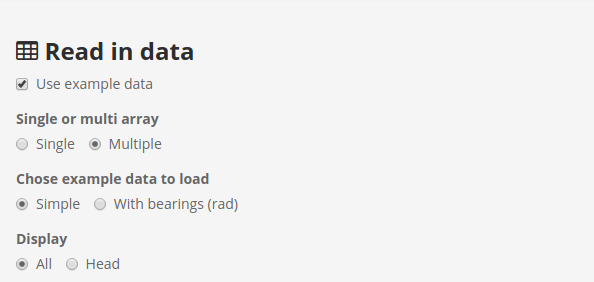 Read in data
Use example data
Single or multi array
Single Multiple
Chose example data to load
Simple With bearings (rad)
Display
All Head